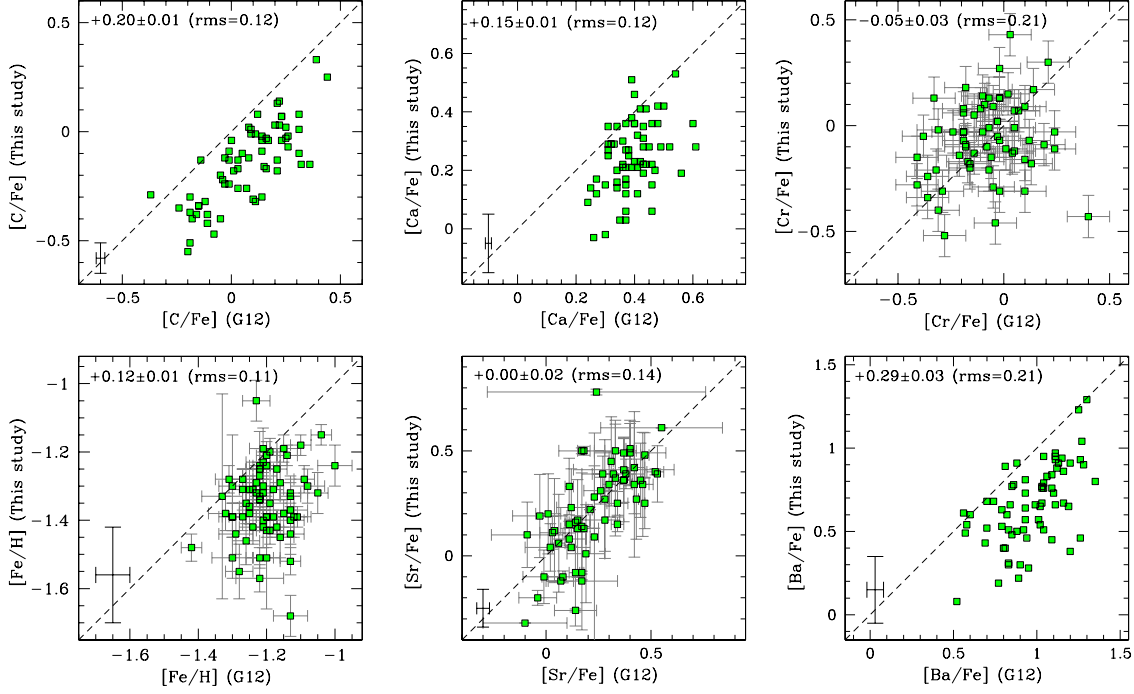 +0.20±0.01 (rms=0.12)
0.5
0
−0.5
[C/Fe] (This study)
−0.5 0 0.5
[C/Fe] (G12)
+0.15±0.01 (rms=0.12)
0.6
0.4
0.2
0
[Ca/Fe] (This study)
0 0.2 0.4 0.6
[Ca/Fe] (G12)
−0.05±0.03 (rms=0.21)
0.5
0
−0.5
[Cr/Fe] (This study)
−0.5 0 0.5
[Cr/Fe] (G12)
+0.12±0.01 (rms=0.11)
−1
−1.2
−1.4
−1.6
[Fe/H] (This study)
−1.6 −1.4 −1.2 −1
[Fe/H] (G12)
+0.00±0.02 (rms=0.14)
0.5
0
[Sr/Fe] (This study)
0 0.5
[Sr/Fe] (G12)
+0.29±0.03 (rms=0.21)
1.5
1
0.5
0
[Ba/Fe] (This study)
0 0.5 1 1.5
[Ba/Fe] (G12)